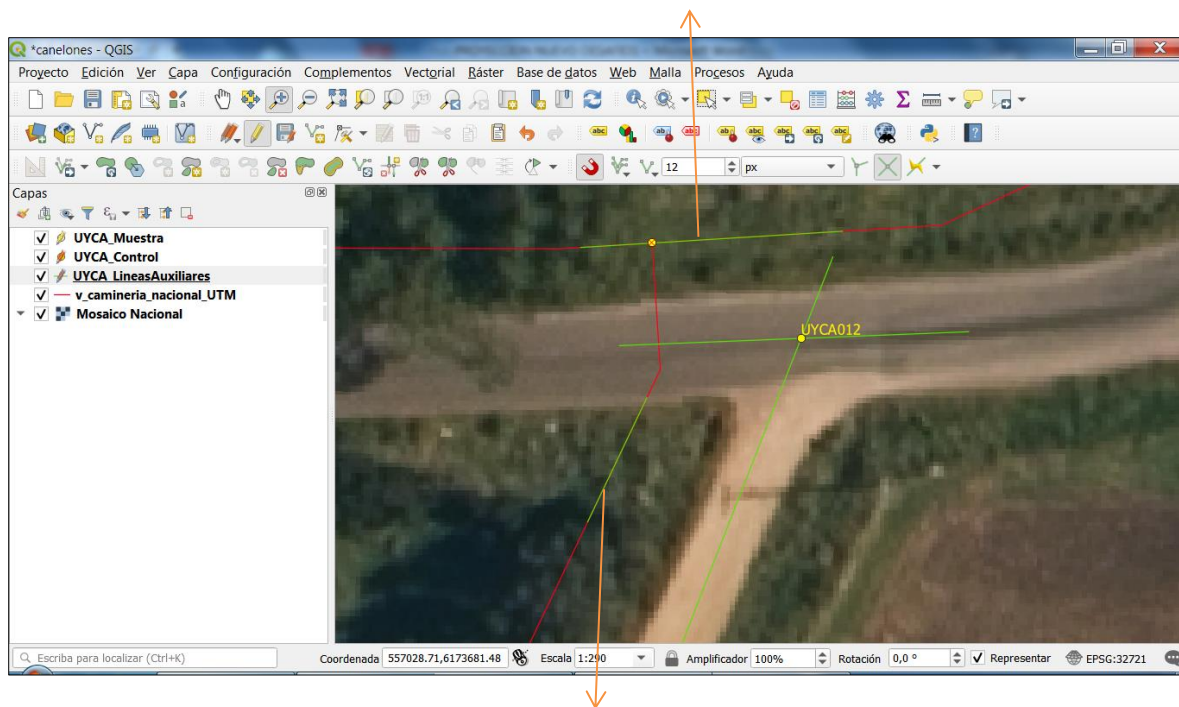 *canelones - QGIS
Proyecto Edición Ver Capa Configuración Complementos Vectorial Ráster Base de datos Web Malla Procesos Ayuda
12 px
Capas
UYCA_Muestra
UYCA_Control
UYCA_LineasAuxiliares
v_camineria_nacional_UTM
Mosaico Nacional
UYCA012
Escriba para localizar (Ctrl+K) Coordenada 557028.71,6173681.48 Escala 1:290 Amplificador 100% Rotación 0,0 ° Representar EPSG:32721